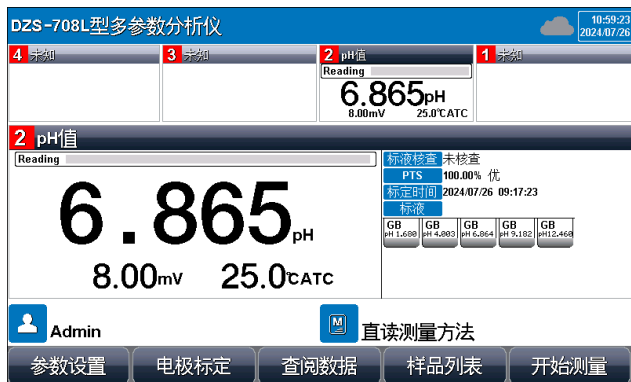 DZS-708L型多参数分析仪
10:59:23
2024/07/26
4 未知
3 未知
2 pH值
1 未知
Reading
6.865pH
8.00mV 25.0℃ATC
2 pH值
Reading
6.865pH
8.00mV 25.0℃ATC
标液核查 未核查
PTS 100.00% 优
标定时间 2024/07/26 09:17:23
标液
GB GB GB GB GB
pH 1.680 pH 4.003 pH 6.864 pH 9.182 pH12.460
Admin
M 直读测量方法
参数设置 电极标定 查阅数据 样品列表 开始测量